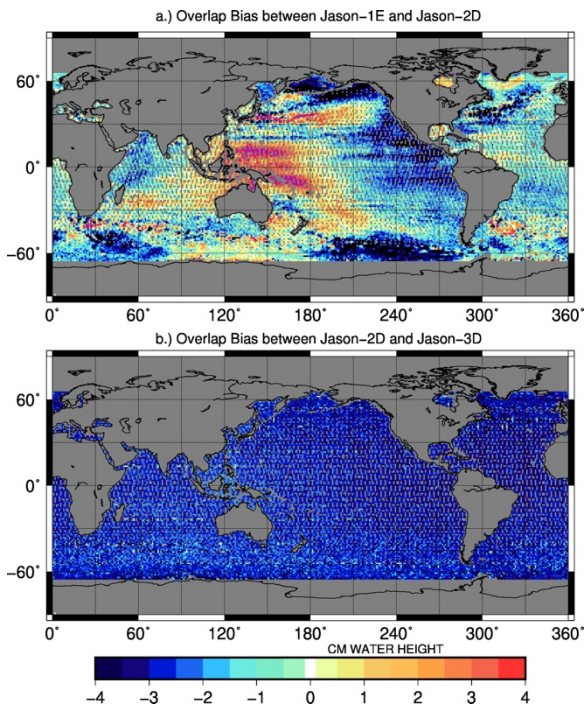 a.) Overlap Bias between Jason-1E and Jason-2D
60°
0°
-60°
0° 60° 120° 180° 240° 300° 360°
b.) Overlap Bias between Jason-2D and Jason-3D
60°
0°
-60°
0° 60° 120° 180° 240° 300° 360°
CM WATER HEIGHT
-4 -3 -2 -1 0 1 2 3 4